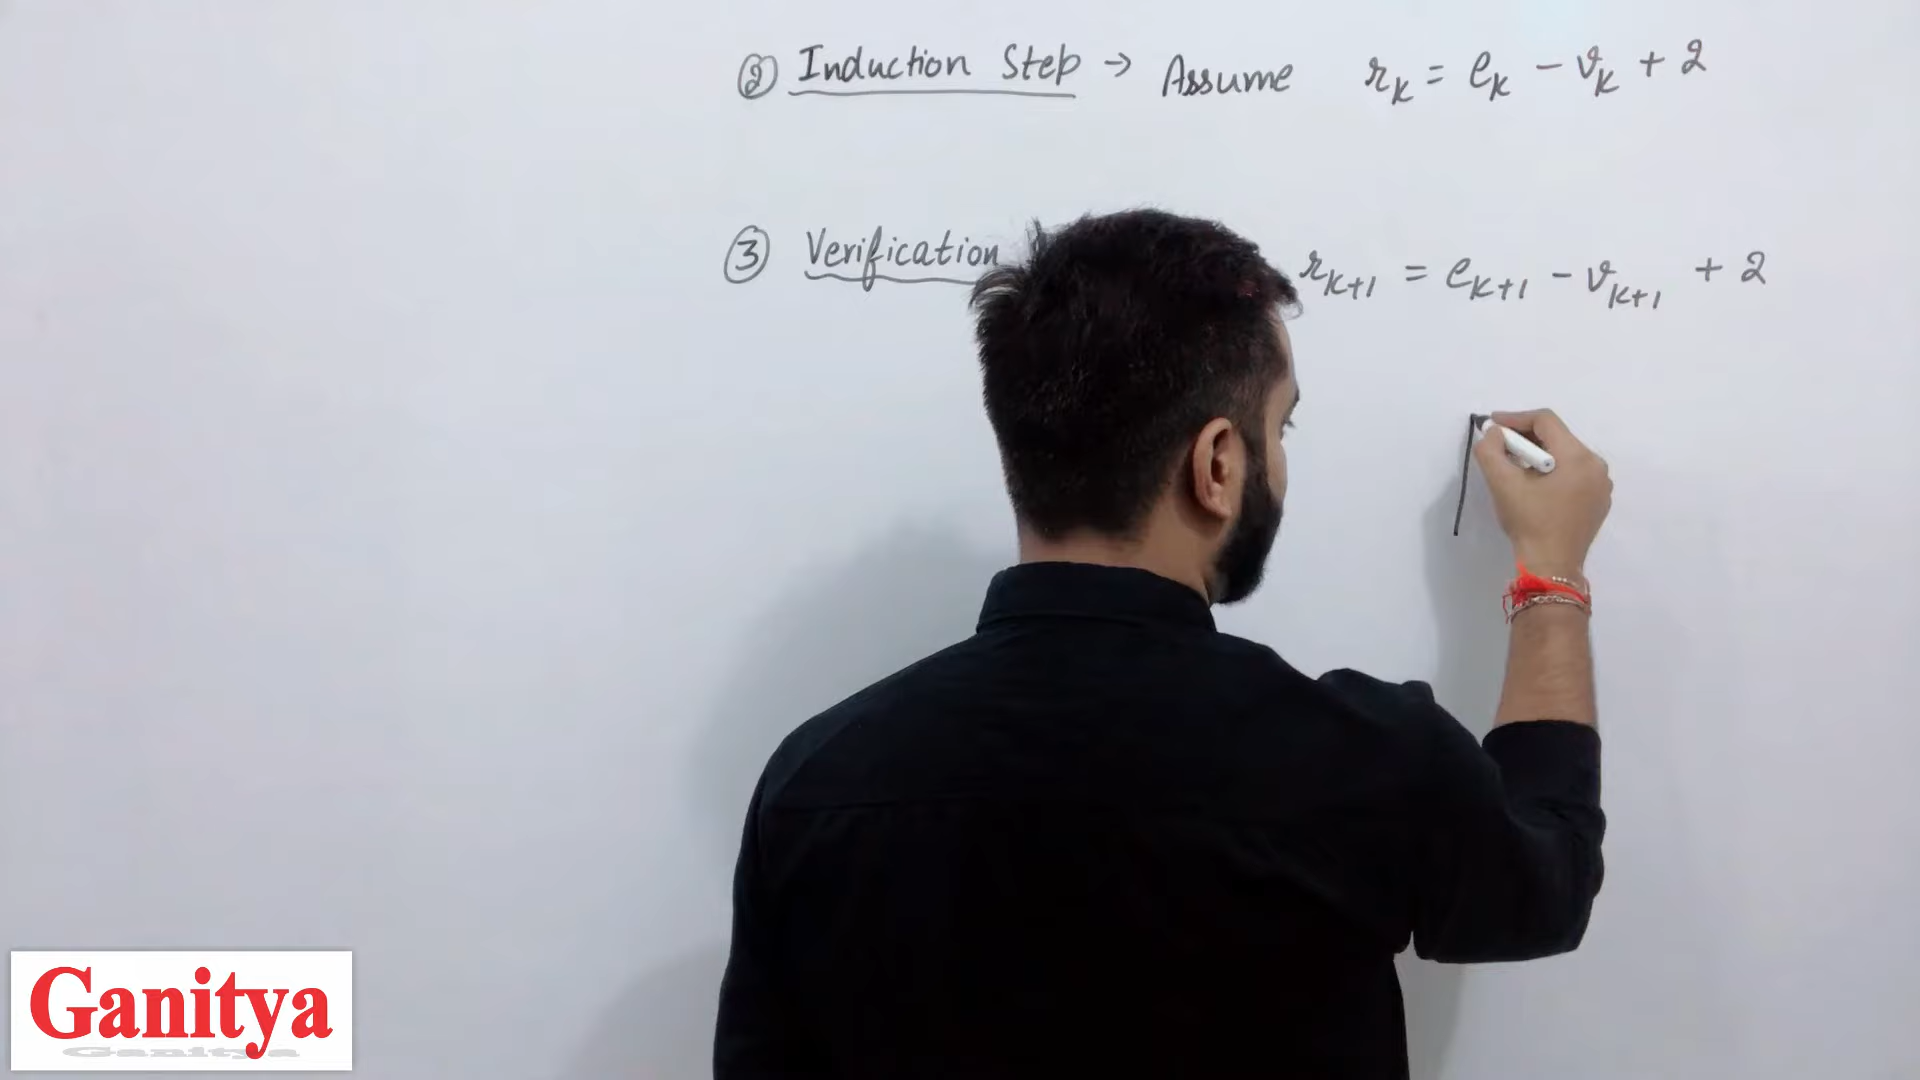 ② Induction Step → Assume r_k = e_k - v_k + 2
③ Verification r_{k+1} = e_{k+1} - v_{k+1} + 2
Ganitya